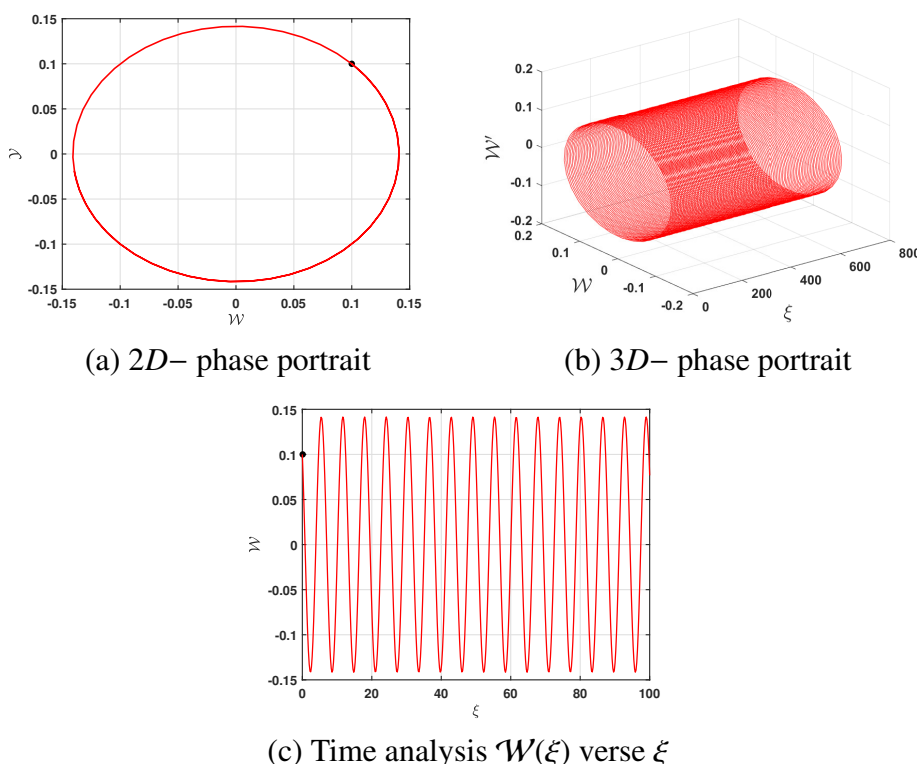 0.15
0.1
0.05
0
-0.05
-0.1
-0.15
𝒴
-0.15 -0.1 -0.05 0 0.05 0.1 0.15
𝒲
(a) 2D− phase portrait
0.2
0.1
0
-0.1
-0.2
𝒲′
0.2
0.1
0
-0.1
-0.2
𝒲
0 200 400 600 800
ξ
(b) 3D− phase portrait
0.15
0.1
0.05
0
-0.05
-0.1
-0.15
𝒲
0 20 40 60 80 100
ξ
(c) Time analysis 𝒲(ξ) verse ξ